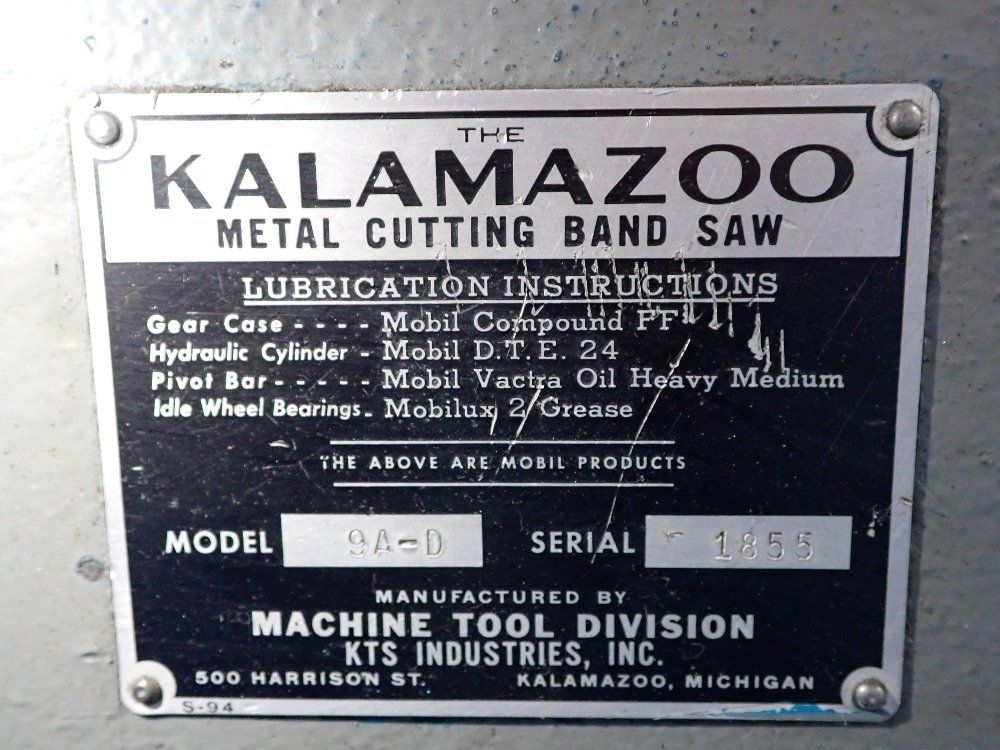 THE
KALAMAZOO
METAL CUTTING BAND SAW
LUBRICATION INSTRUCTIONS
Gear Case - - - - Mobil Compound FF
Hydraulic Cylinder - Mobil D.T.E. 24
Pivot Bar - - - - - Mobil Vactra Oil Heavy Medium
Idle Wheel Bearings - Mobilux 2 Grease
THE ABOVE ARE MOBIL PRODUCTS
MODEL 9A-D SERIAL 1855
MANUFACTURED BY
MACHINE TOOL DIVISION
KTS INDUSTRIES, INC.
500 HARRISON ST. KALAMAZOO, MICHIGAN
S-94